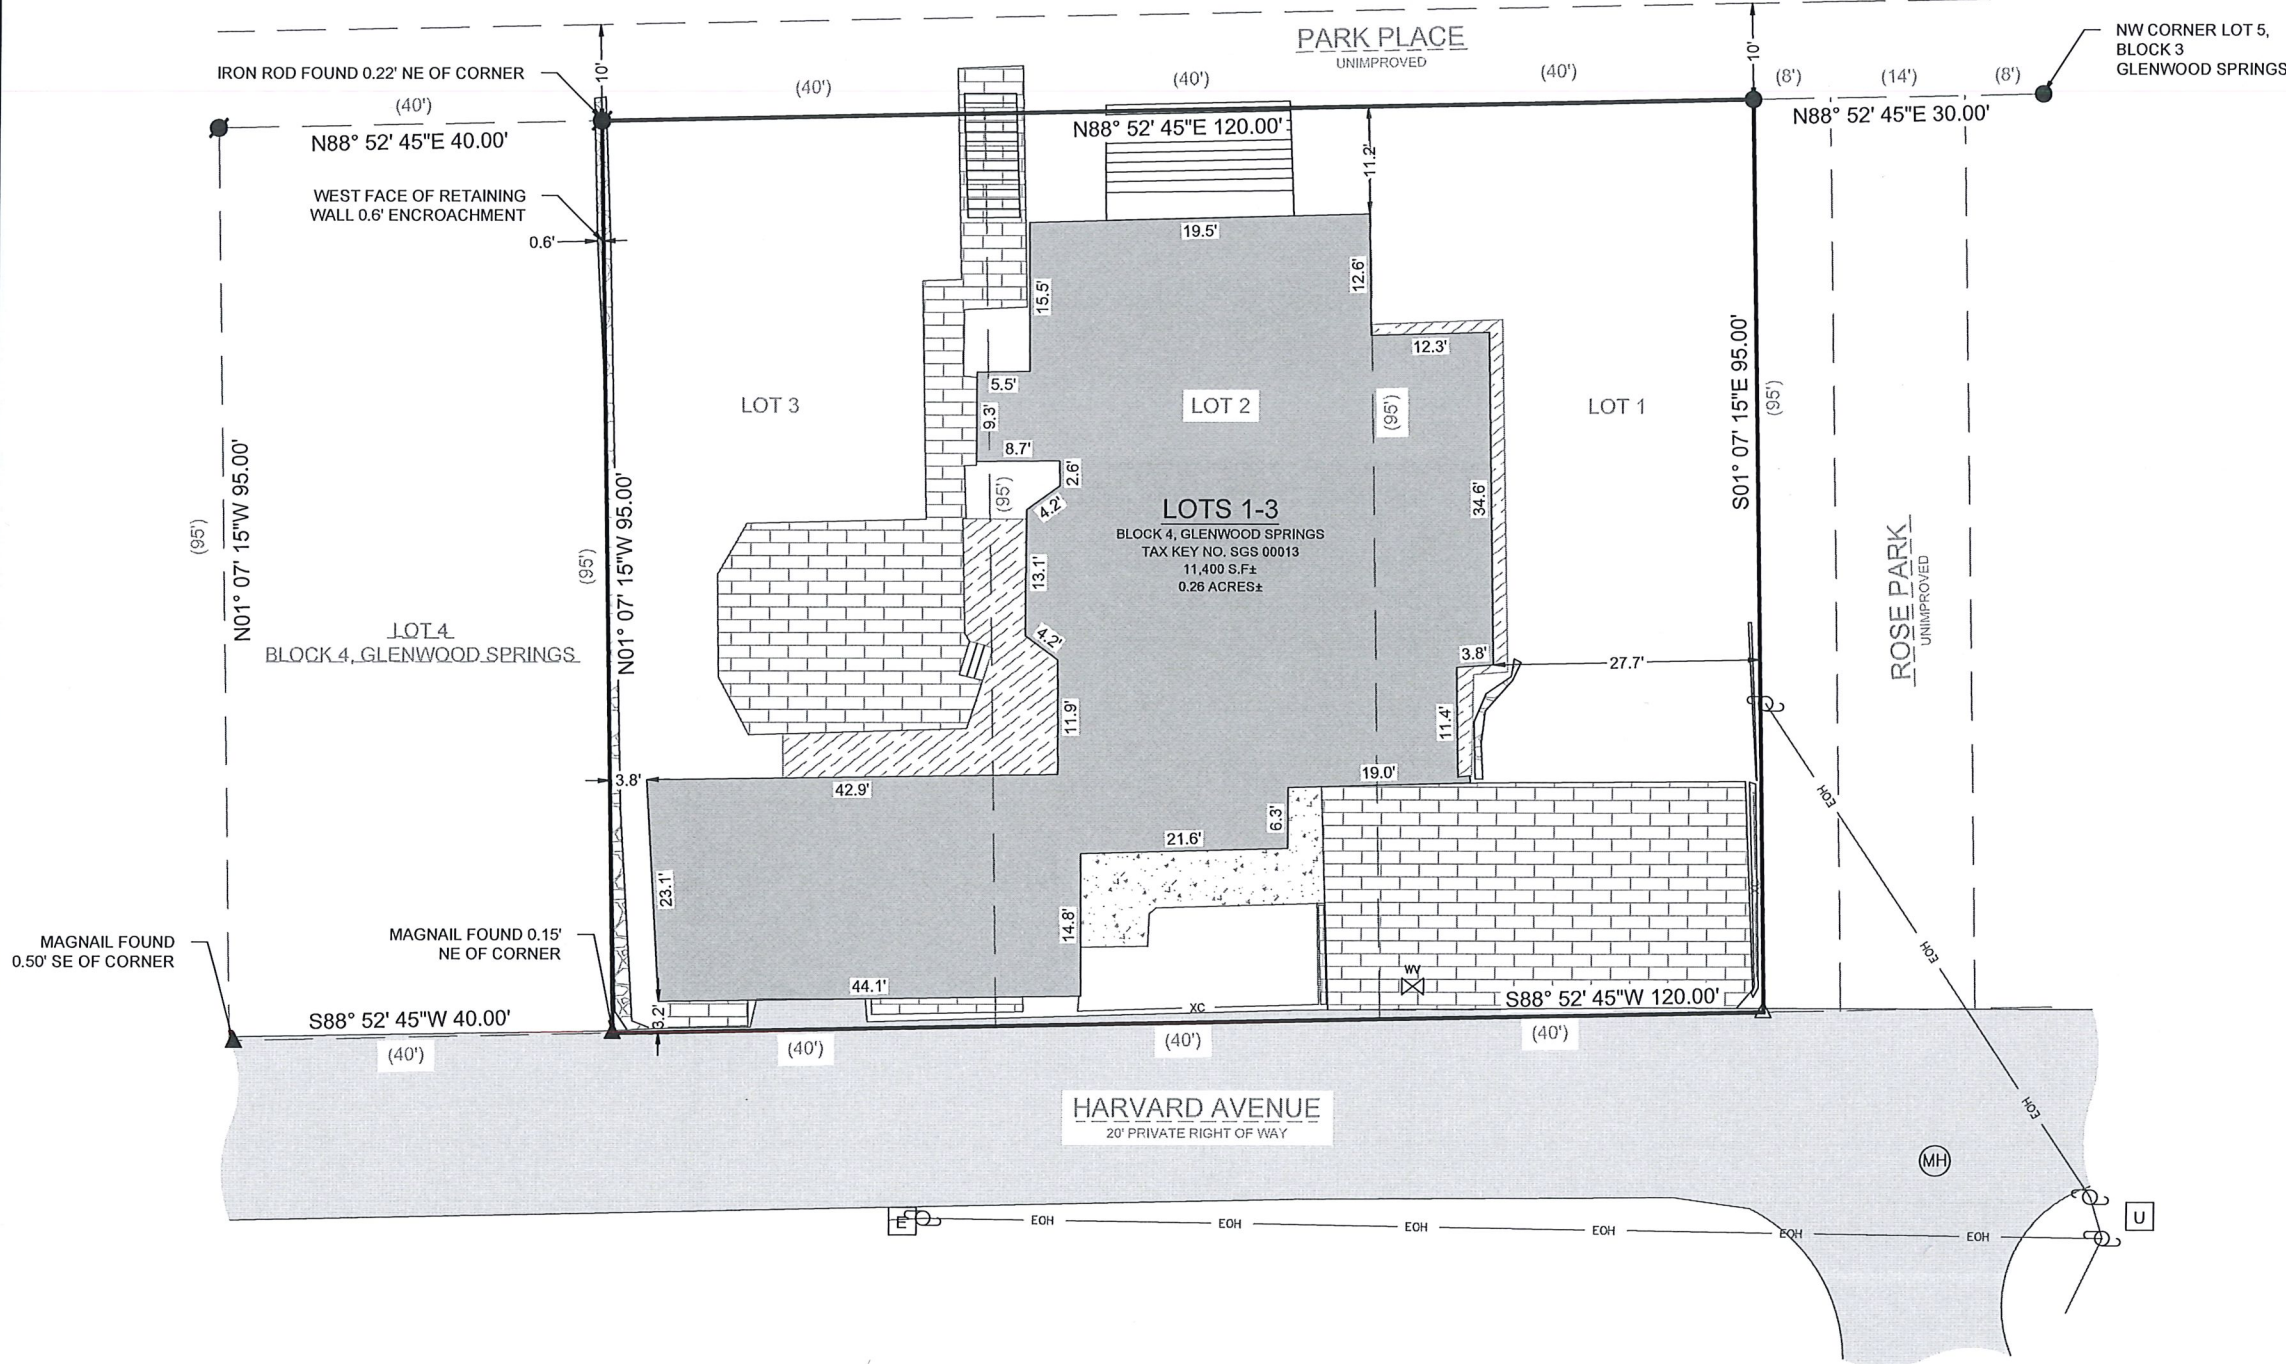 PARK PLACE
UNIMPROVED
NW CORNER LOT 5,
BLOCK 3
GLENWOOD SPRINGS
IRON ROD FOUND 0.22' NE OF CORNER
10'
10'
(40')
(40')
(40')
(40')
(8')
(14')
(8')
N88° 52' 45"E 40.00'
N88° 52' 45"E 120.00'
N88° 52' 45"E 30.00'
WEST FACE OF RETAINING
WALL 0.6' ENCROACHMENT
0.6'
11.2'
19.5'
15.5'
12.6'
12.3'
5.5'
9.3'
8.7'
2.6'
4.2'
LOT 3
LOT 2
LOT 1
(95')
(95')
(95')
(95')
(95')
S01° 07' 15"E 95.00'
N01° 07' 15"W 95.00'
N01° 07' 15"W 95.00'
34.6'
LOTS 1-3
BLOCK 4, GLENWOOD SPRINGS
TAX KEY NO. SGS 00013
11,400 S.F±
0.26 ACRES±
13.1'
4.2'
11.9'
LOT 4
BLOCK 4, GLENWOOD SPRINGS
ROSE PARK
UNIMPROVED
3.8'
27.7'
11.4'
19.0'
3.8'
42.9'
6.3'
21.6'
23.1'
14.8'
44.1'
3.2'
EOH
EOH
EOH
XC
XC
WV
MAGNAIL FOUND
0.50' SE OF CORNER
MAGNAIL FOUND 0.15'
NE OF CORNER
S88° 52' 45"W 40.00'
S88° 52' 45"W 120.00'
(40')
(40')
(40')
(40')
HARVARD AVENUE
20' PRIVATE RIGHT OF WAY
MH
E
EOH
EOH
EOH
EOH
EOH
EOH
U